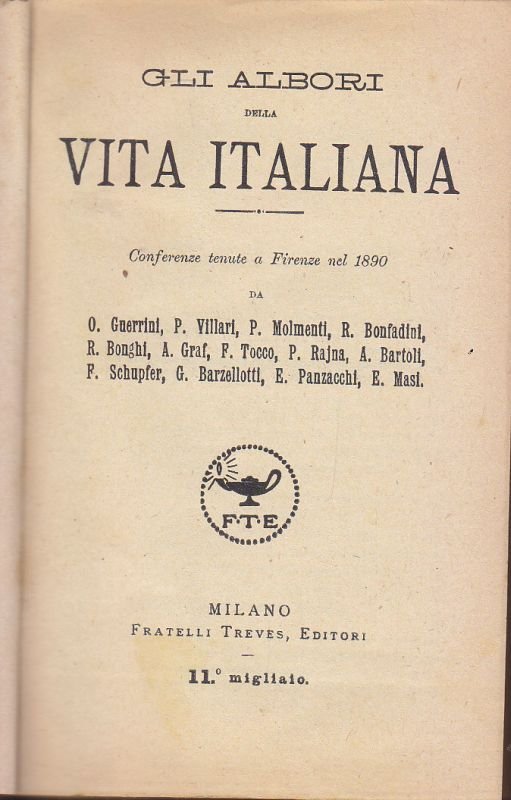 GLI ALBORI
DELLA
VITA ITALIANA
Conferenze tenute a Firenze nel 1890
DA
O. Guerrini, P. Villari, P. Molmenti, R. Bonfadini,
R. Bonghi, A. Graf, F. Tocco, P. Rajna, A. Bartoli,
F. Schupfer, G. Barzellotti, E. Panzacchi, E. Masi.
F·T·E
MILANO
FRATELLI TREVES, EDITORI
11.º migliaio.